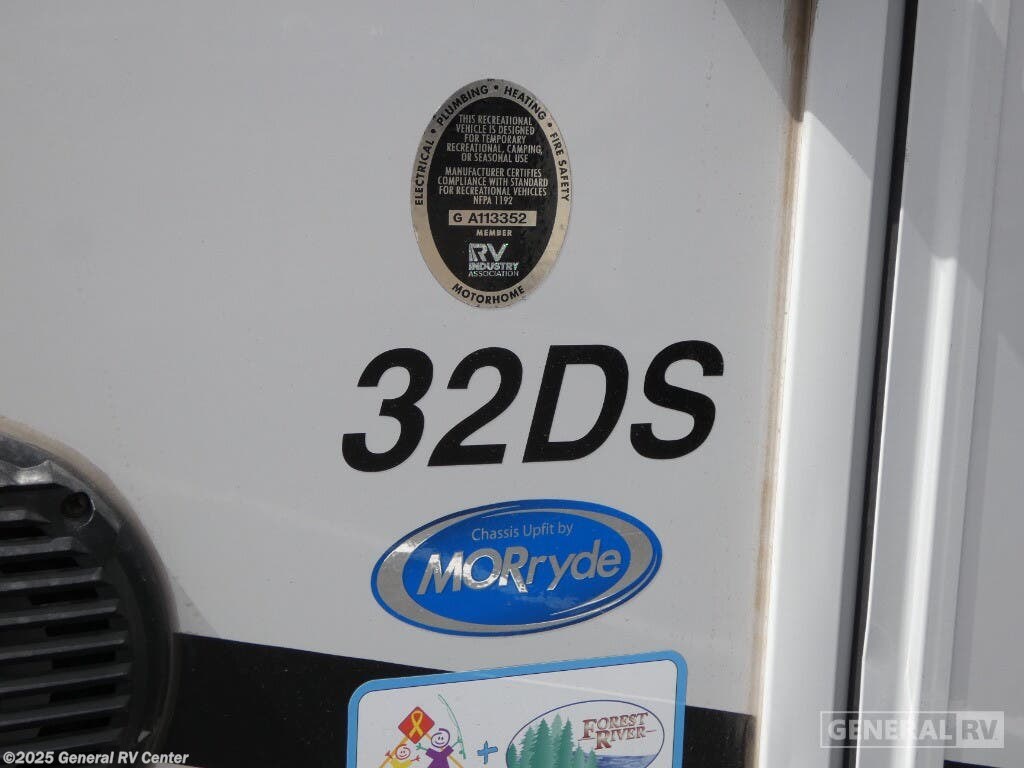 ELECTRICAL • PLUMBING • HEATING • FIRE SAFETY
THIS RECREATIONAL
VEHICLE IS DESIGNED
FOR TEMPORARY
RECREATIONAL, CAMPING,
OR SEASONAL USE
MANUFACTURER CERTIFIES
COMPLIANCE WITH STANDARD
FOR RECREATIONAL VEHICLES
NFPA 1192
G A113352
MEMBER
RV
INDUSTRY
ASSOCIATION
MOTORHOME
32DS
Chassis Upfit by
MORryde
+
FOREST
RIVER
GENERAL RV
©2025 General RV Center